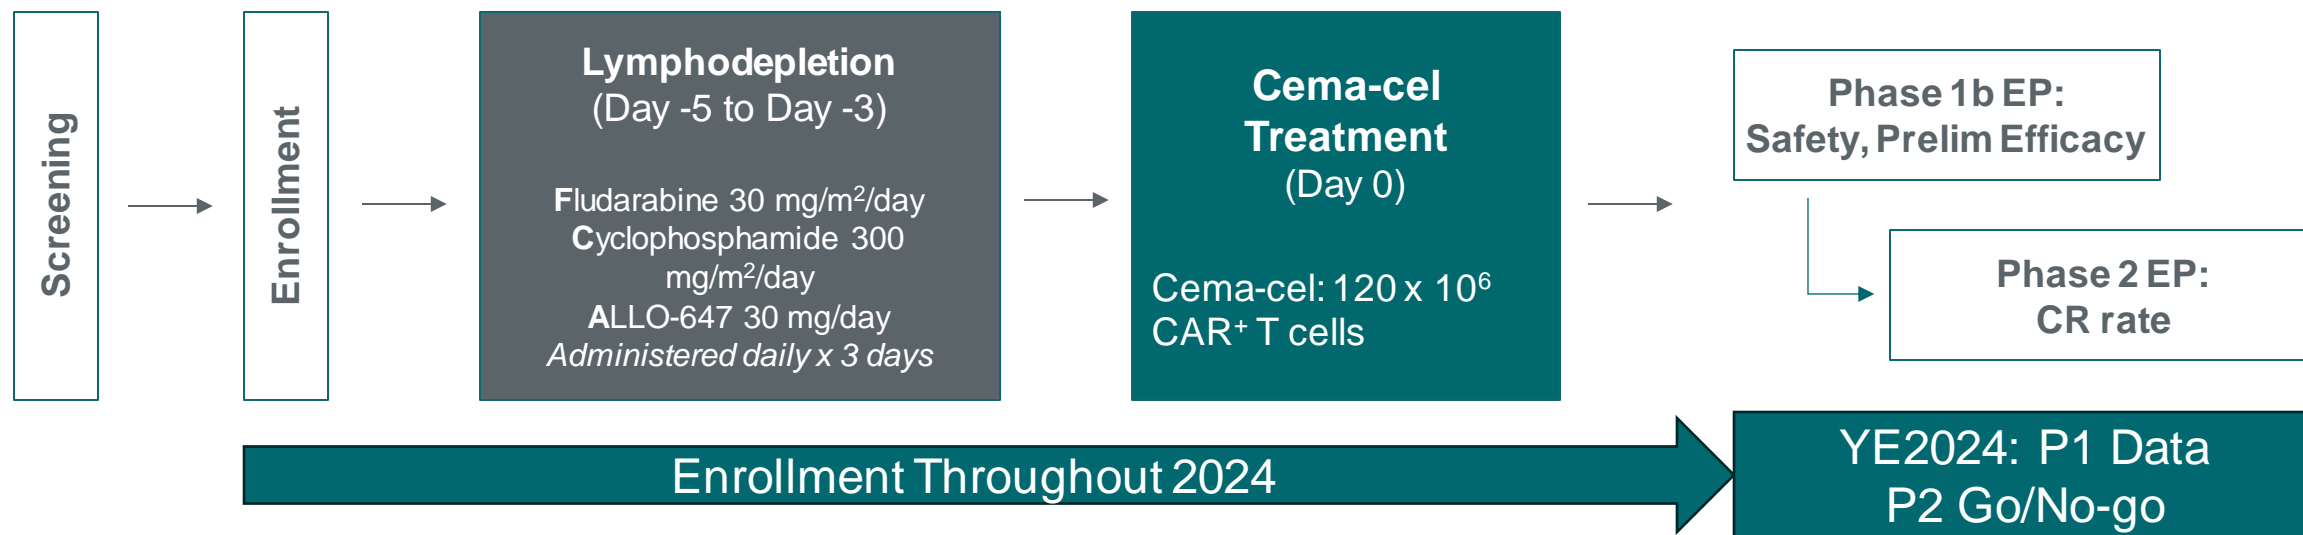 Screening
Enrollment
Lymphodepletion
(Day -5 to Day -3)
Fludarabine 30 mg/m²/day
Cyclophosphamide 300
mg/m²/day
ALLO-647 30 mg/day
Administered daily x 3 days
Cema-cel
Treatment
(Day 0)
Cema-cel: 120 x 10⁶
CAR⁺ T cells
Phase 1b EP:
Safety, Prelim Efficacy
Phase 2 EP:
CR rate
Enrollment Throughout 2024
YE2024: P1 Data
P2 Go/No-go